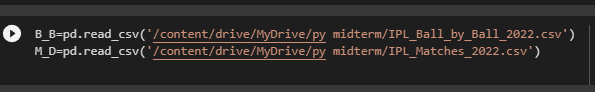 B_B=pd.read_csv('/content/drive/MyDrive/py midterm/IPL_Ball_by_Ball_2022.csv')
M_D=pd.read_csv('/content/drive/MyDrive/py midterm/IPL_Matches_2022.csv')